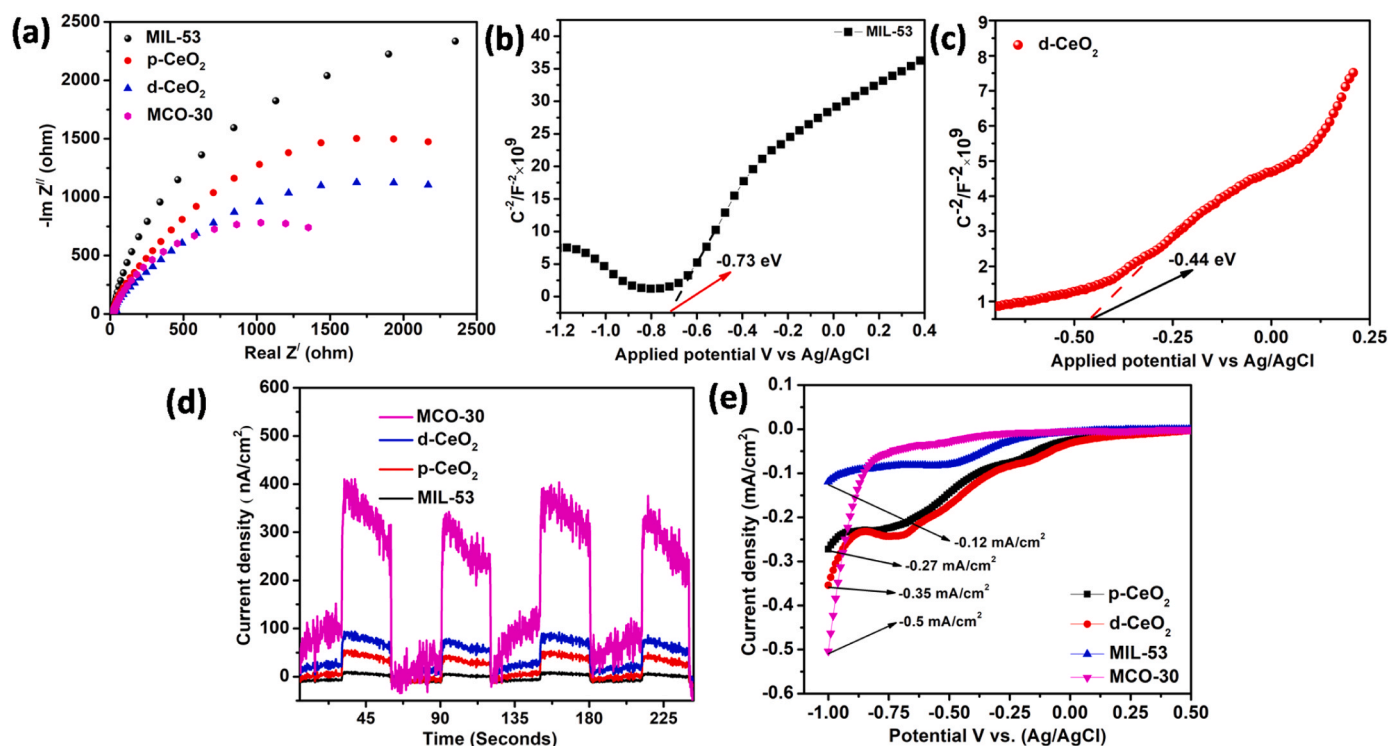 (a)
MIL-53
p-CeO₂
d-CeO₂
MCO-30
-Im Z// (ohm)
2500
2000
1500
1000
500
0
0 500 1000 1500 2000 2500
Real Z/ (ohm)
(b)
MIL-53
C⁻²/F⁻²×10⁹
40
35
30
25
20
15
10
5
0
-0.73 eV
-1.2 -1.0 -0.8 -0.6 -0.4 -0.2 0.0 0.2 0.4
Applied potential V vs Ag/AgCl
(c)
d-CeO₂
C⁻²/F⁻²×10⁹
9
8
7
6
5
4
3
2
1
-0.44 eV
-0.50 -0.25 0.00 0.25
Applied potential V vs Ag/AgCl
(d)
MCO-30
d-CeO₂
p-CeO₂
MIL-53
Current density ( nA/cm²)
600
500
400
300
200
100
0
45 90 135 180 225
Time (Seconds)
(e)
Current density (mA/cm²)
0.1
0.0
-0.1
-0.2
-0.3
-0.4
-0.5
-0.6
-0.12 mA/cm²
-0.27 mA/cm²
-0.35 mA/cm²
-0.5 mA/cm²
p-CeO₂
d-CeO₂
MIL-53
MCO-30
-1.00 -0.75 -0.50 -0.25 0.00 0.25 0.50
Potential V vs. (Ag/AgCl)